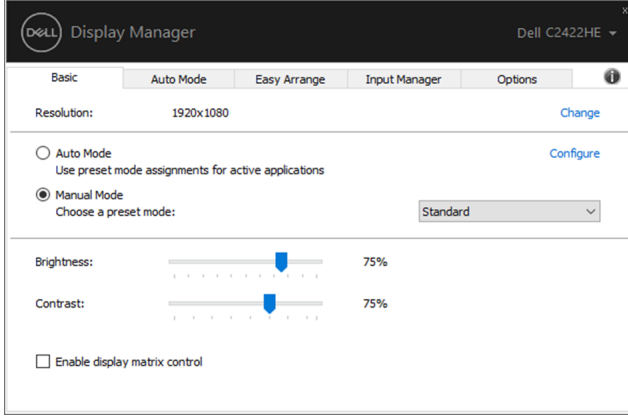 DELL Display Manager
Dell C2422HE
x
Basic Auto Mode Easy Arrange Input Manager Options
Resolution: 1920x1080 Change
Auto Mode Configure
Use preset mode assignments for active applications
Manual Mode
Choose a preset mode: Standard
Brightness: 75%
Contrast: 75%
Enable display matrix control